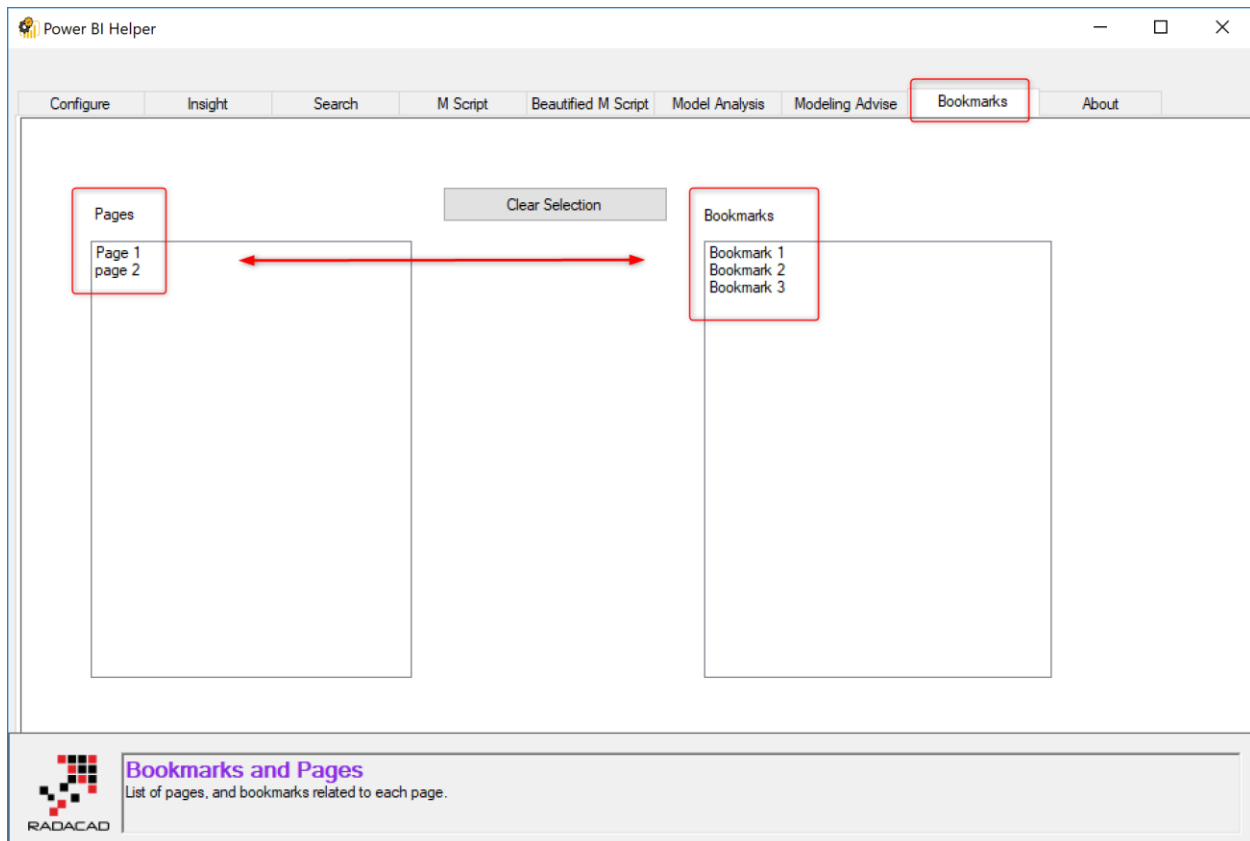 Power BI Helper
Configure Insight Search M Script Beautified M Script Model Analysis Modeling Advise Bookmarks About
Pages
Clear Selection
Bookmarks
Page 1
page 2
Bookmark 1
Bookmark 2
Bookmark 3
Bookmarks and Pages
List of pages, and bookmarks related to each page.
RADACAD